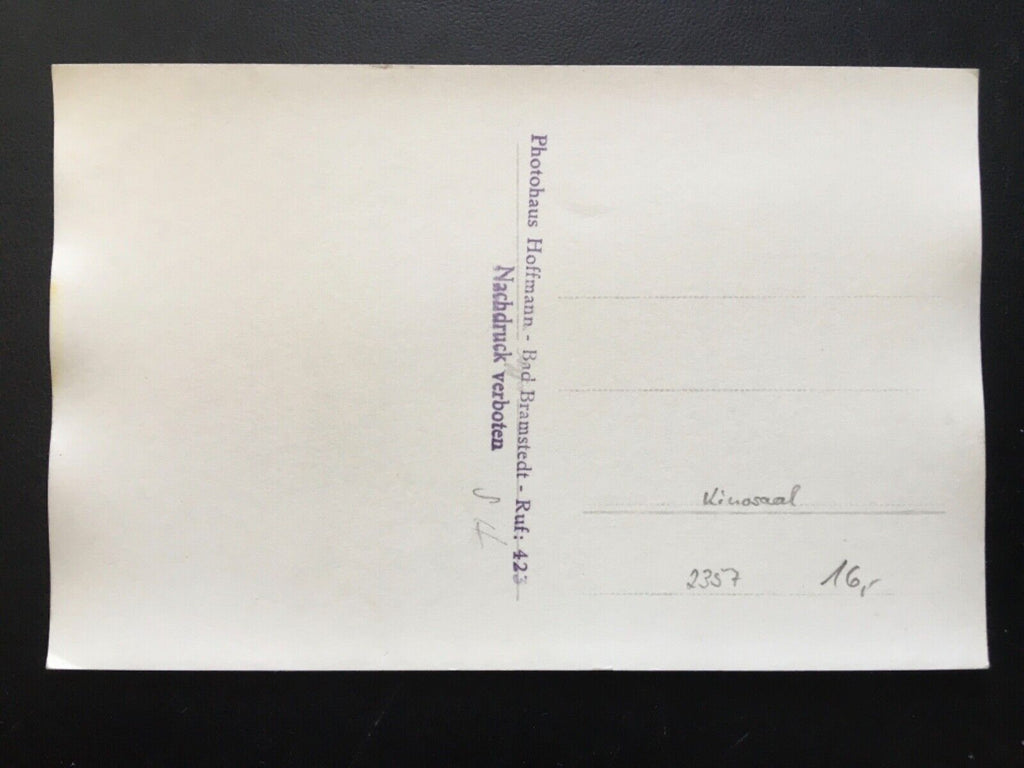 Photohaus Hoffmann - Bad Bramstedt - Ruf: 423
Nachdruck verboten
S H
Kinosaal
2357 16,-